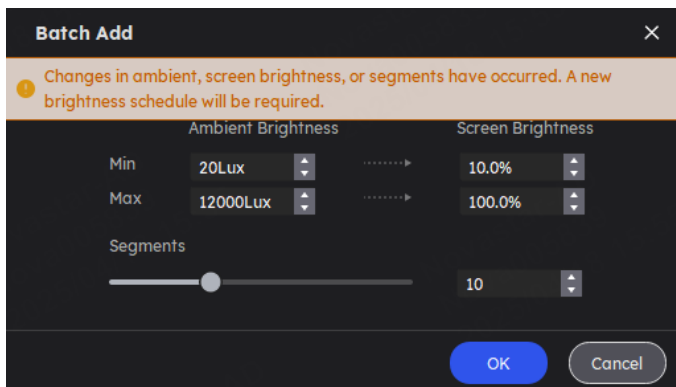 Batch Add
Changes in ambient, screen brightness, or segments have occurred. A new
brightness schedule will be required.
Ambient Brightness Screen Brightness
Min 20Lux 10.0%
Max 12000Lux 100.0%
Segments
10
OK Cancel